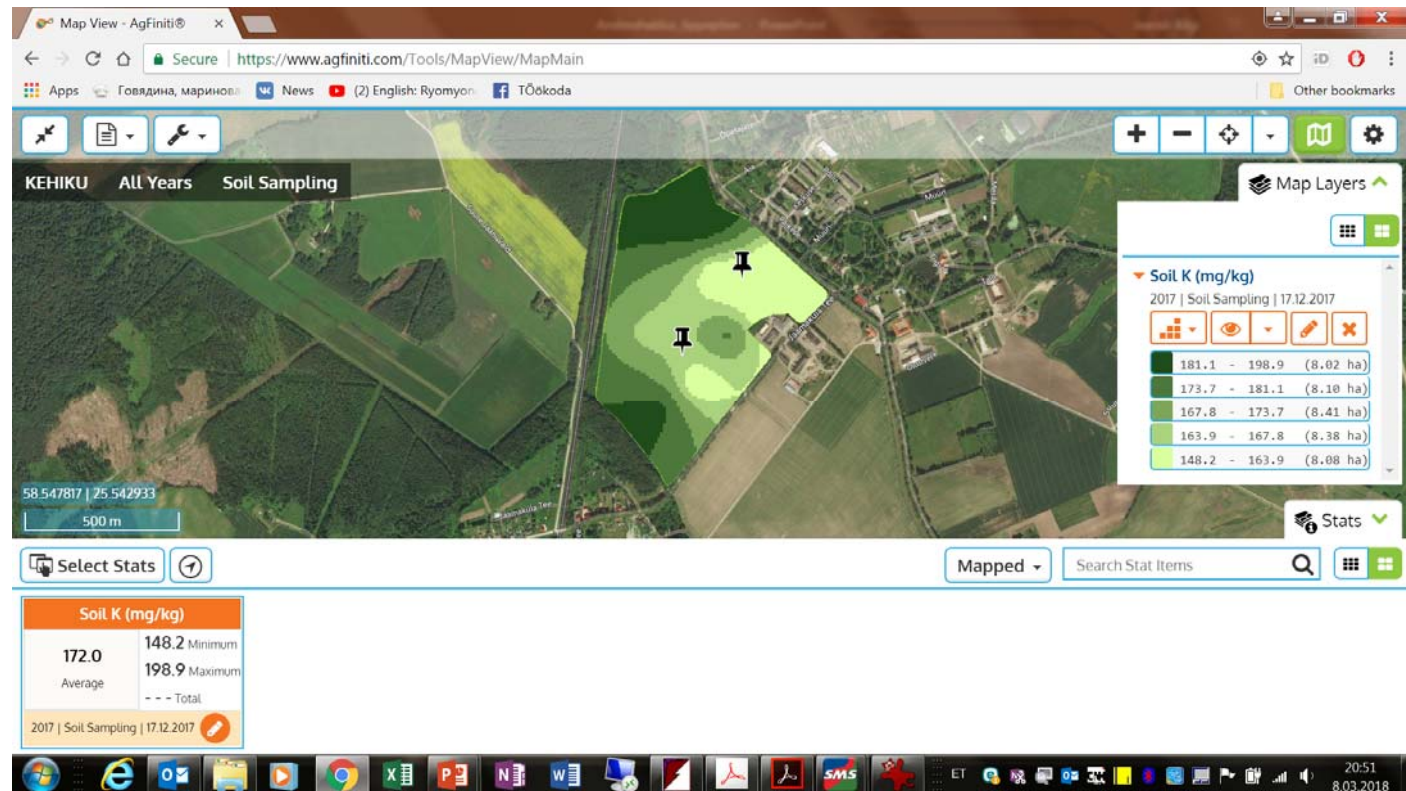 Map View - AgFiniti®
Secure | https://www.agfiniti.com/Tools/MapView/MapMain
Apps Говядина, маринова News (2) English: Ryomyon TÖökoda Other bookmarks
KEHIKU All Years Soil Sampling
Map Layers
Soil K (mg/kg)
2017 | Soil Sampling | 17.12.2017
181.1 - 198.9 (8.02 ha)
173.7 - 181.1 (8.10 ha)
167.8 - 173.7 (8.41 ha)
163.9 - 167.8 (8.38 ha)
148.2 - 163.9 (8.08 ha)
58.547817 | 25.542933
500 m
Stats
Select Stats Mapped Search Stat Items
Soil K (mg/kg)
172.0
Average
148.2 Minimum
198.9 Maximum
- - - Total
2017 | Soil Sampling | 17.12.2017
SMS
ET
20:51
8.03.2018